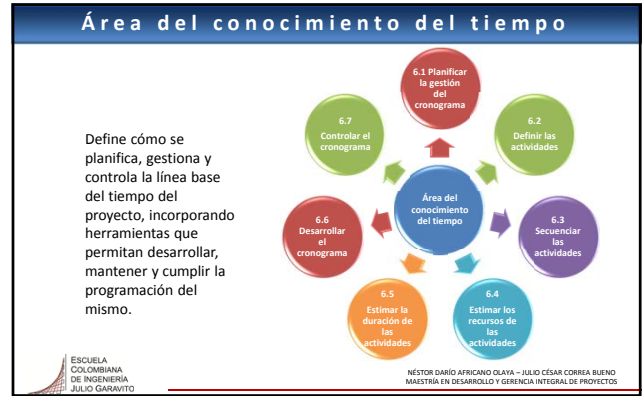 Área del conocimiento del tiempo
Define cómo se
planifica, gestiona y
controla la línea base
del tiempo del
proyecto, incorporando
herramientas que
permitan desarrollar,
mantener y cumplir la
programación del
mismo.
6.1 Planificar
la gestión
del
cronograma
6.2
Definir las
actividades
6.3
Secuenciar
las
actividades
6.4
Estimar los
recursos de
las
actividades
6.5
Estimar la
duración de
las
actividades
6.6
Desarrollar
el
cronograma
6.7
Controlar el
cronograma
Área del
conocimiento
del tiempo
ESCUELA
COLOMBIANA
DE INGENIERÍA
JULIO GARAVITO
NÉSTOR DARÍO AFRICANO OLAYA – JULIO CÉSAR CORREA BUENO
MAESTRÍA EN DESARROLLO Y GERENCIA INTEGRAL DE PROYECTOS